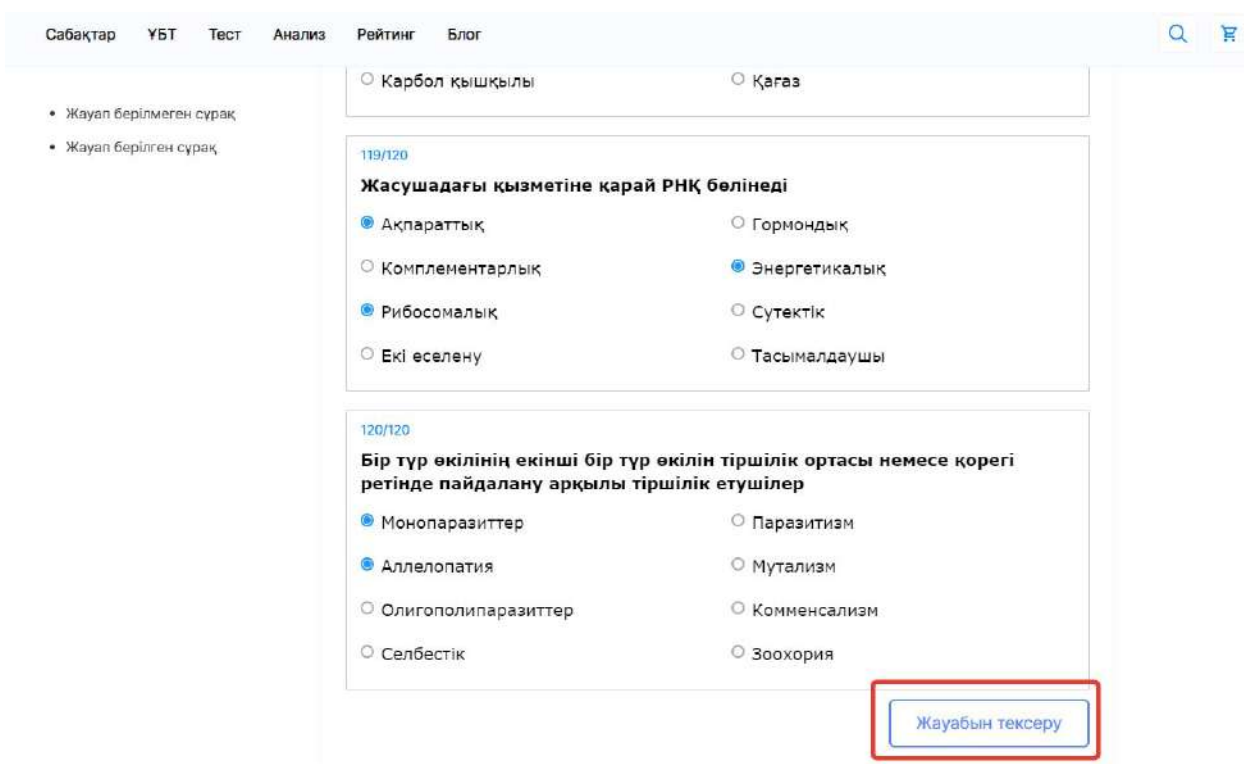 Сабақтар ҰБТ Тест Анализ Рейтинг Блог
Жауап берілмеген сұрақ
Жауап берілген сұрақ
Карбол қышқылы Қағаз
119/120
Жасушадағы қызметіне қарай РНҚ бөлінеді
Ақпараттық Гормондық
Комплементарлық Энергетикалық
Рибосомалық Сутектік
Екі еселену Тасымалдаушы
120/120
Бір түр өкілінің екінші бір түр өкілін тіршілік ортасы немесе қорегі
ретінде пайдалану арқылы тіршілік етушілер
Монопаразиттер Паразитизм
Аллелопатия Мутализм
Олигополипаразиттер Комменсализм
Селбестік Зоохория
Жауабын тексеру